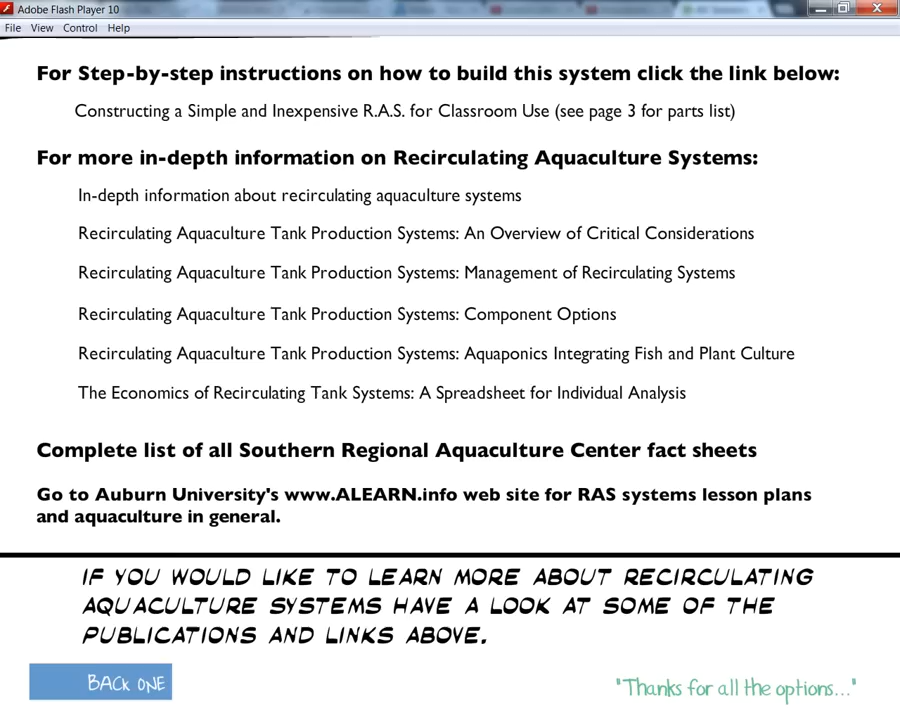 Adobe Flash Player 10
File View Control Help
For Step-by-step instructions on how to build this system click the link below:
Constructing a Simple and Inexpensive R.A.S. for Classroom Use (see page 3 for parts list)
For more in-depth information on Recirculating Aquaculture Systems:
In-depth information about recirculating aquaculture systems
Recirculating Aquaculture Tank Production Systems: An Overview of Critical Considerations
Recirculating Aquaculture Tank Production Systems: Management of Recirculating Systems
Recirculating Aquaculture Tank Production Systems: Component Options
Recirculating Aquaculture Tank Production Systems: Aquaponics Integrating Fish and Plant Culture
The Economics of Recirculating Tank Systems: A Spreadsheet for Individual Analysis
Complete list of all Southern Regional Aquaculture Center fact sheets
Go to Auburn University's www.ALEARN.info web site for RAS systems lesson plans
and aquaculture in general.
IF YOU WOULD LIKE TO LEARN MORE ABOUT RECIRCULATING
AQUACULTURE SYSTEMS HAVE A LOOK AT SOME OF THE
PUBLICATIONS AND LINKS ABOVE.
BACK ONE
"Thanks for all the options..."